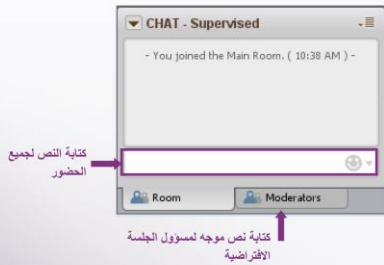 CHAT - Supervised
- You joined the Main Room. ( 10:38 AM ) -
كتابة النص لجميع
الحضور
Room
Moderators
كتابة نص موجه لمسؤول الجلسة
الافتراضية